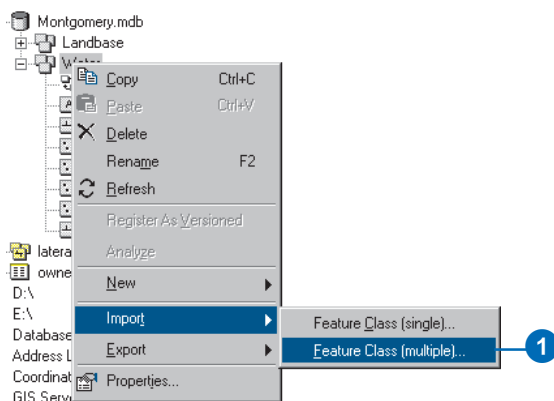 Montgomery.mdb
Landbase
Copy Ctrl+C
Paste Ctrl+V
Delete
Rename F2
Refresh
Register As Versioned
Analyze
New
Import
Feature Class (single)...
Feature Class (multiple)...
1
Export
Properties...
D:\
E:\
Database